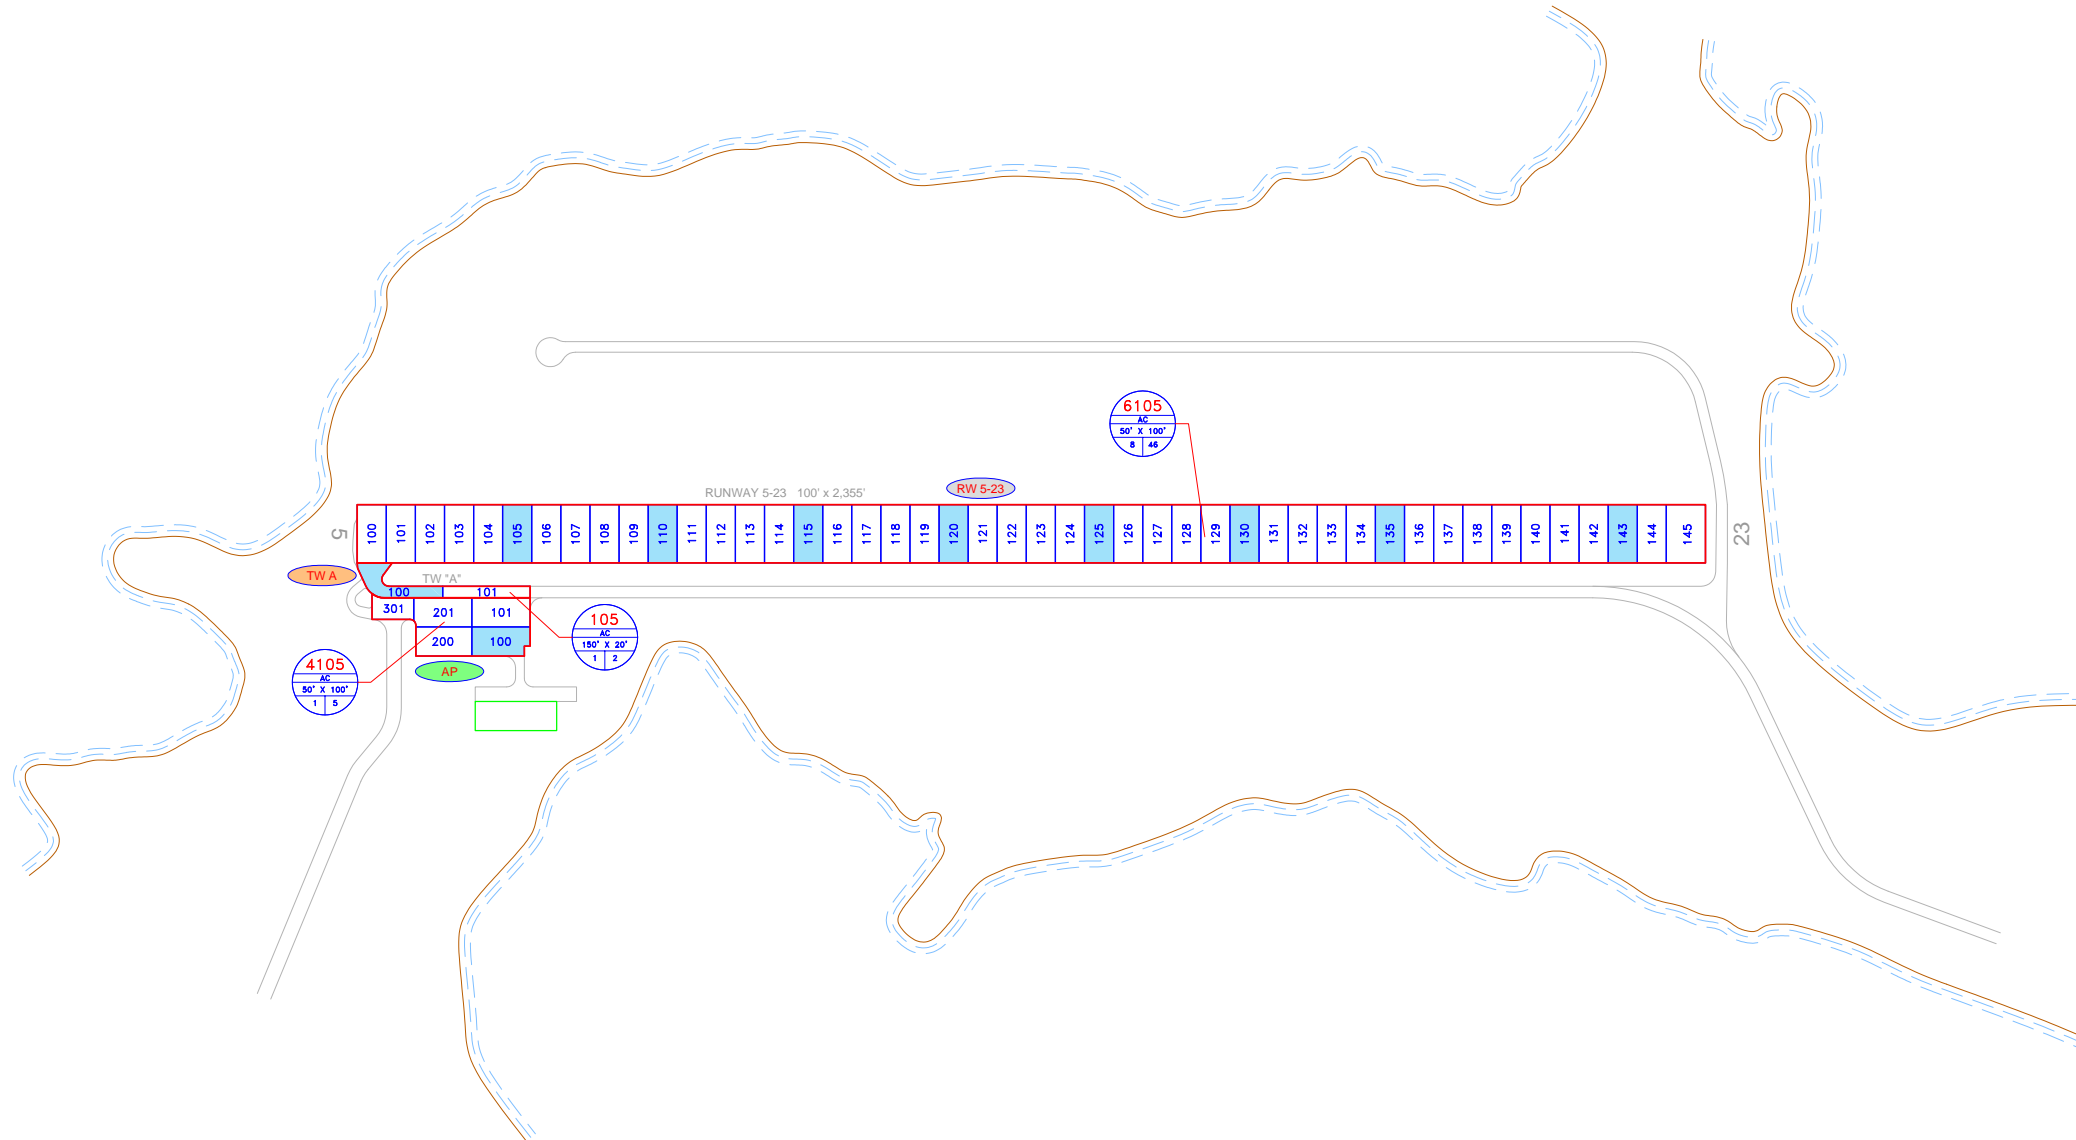 6105
AC
50' X 100'
8 46
RUNWAY 5-23 100' x 2,355'
RW 5-23
5
100 101 102 103 104 105 106 107 108 109 110 111 112 113 114 115 116 117 118 119 120 121 122 123 124 125 126 127 128 129 130 131 132 133 134 135 136 137 138 139 140 141 142 143 144 145
23
TW A
TW "A"
100 101
301 201 101
200 100
105
AC
150' X 20'
1 2
4105
AC
50' X 100'
1 5
AP